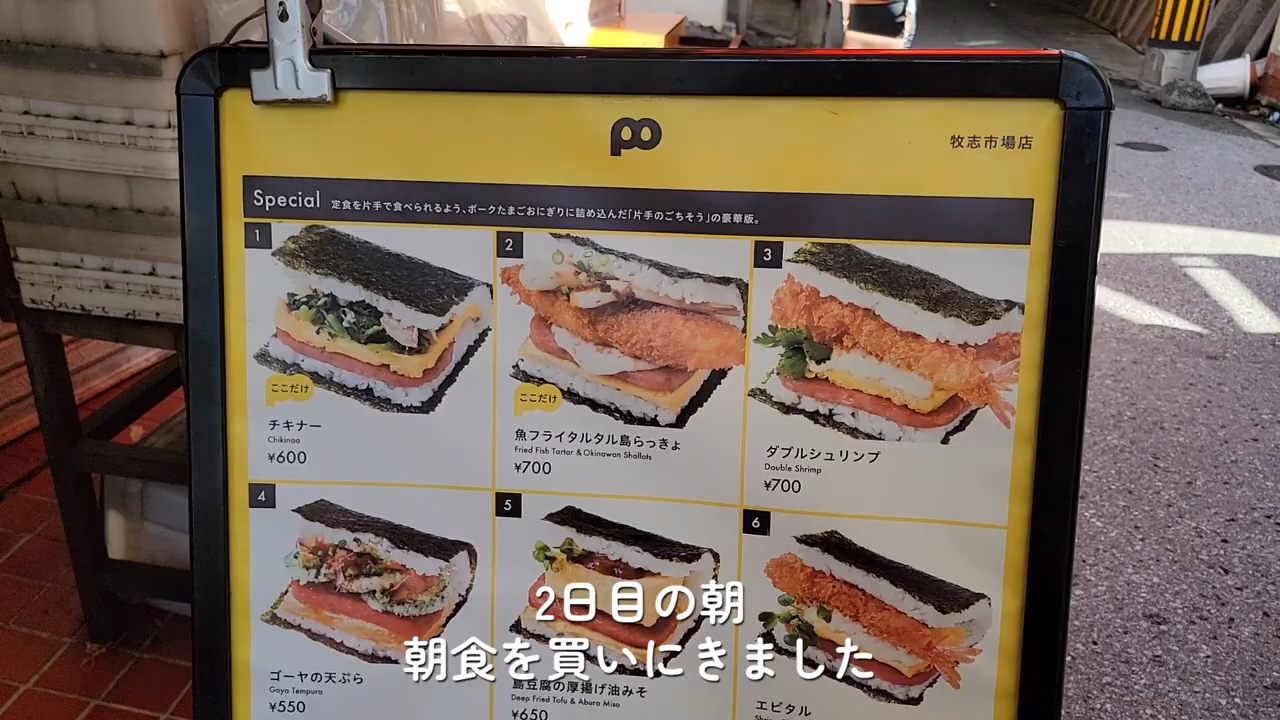 po
牧志市場店
Special 定食を片手で食べられるよう、ポークたまごおにぎりに詰め込んだ「片手のごちそう」の豪華版。
1
ここだけ
チキナー
Chikinaa
¥600
2
ここだけ
魚フライタルタル島らっきょ
Fried Fish Tartar & Okinawan Shallots
¥700
3
ダブルシュリンプ
Double Shrimp
¥700
4
ゴーヤの天ぷら
Goya Tempura
¥550
5
島豆腐の厚揚げ油みそ
Deep Fried Tofu & Abura Miso
¥650
6
エビタル
2日目の朝
朝食を買いにきました